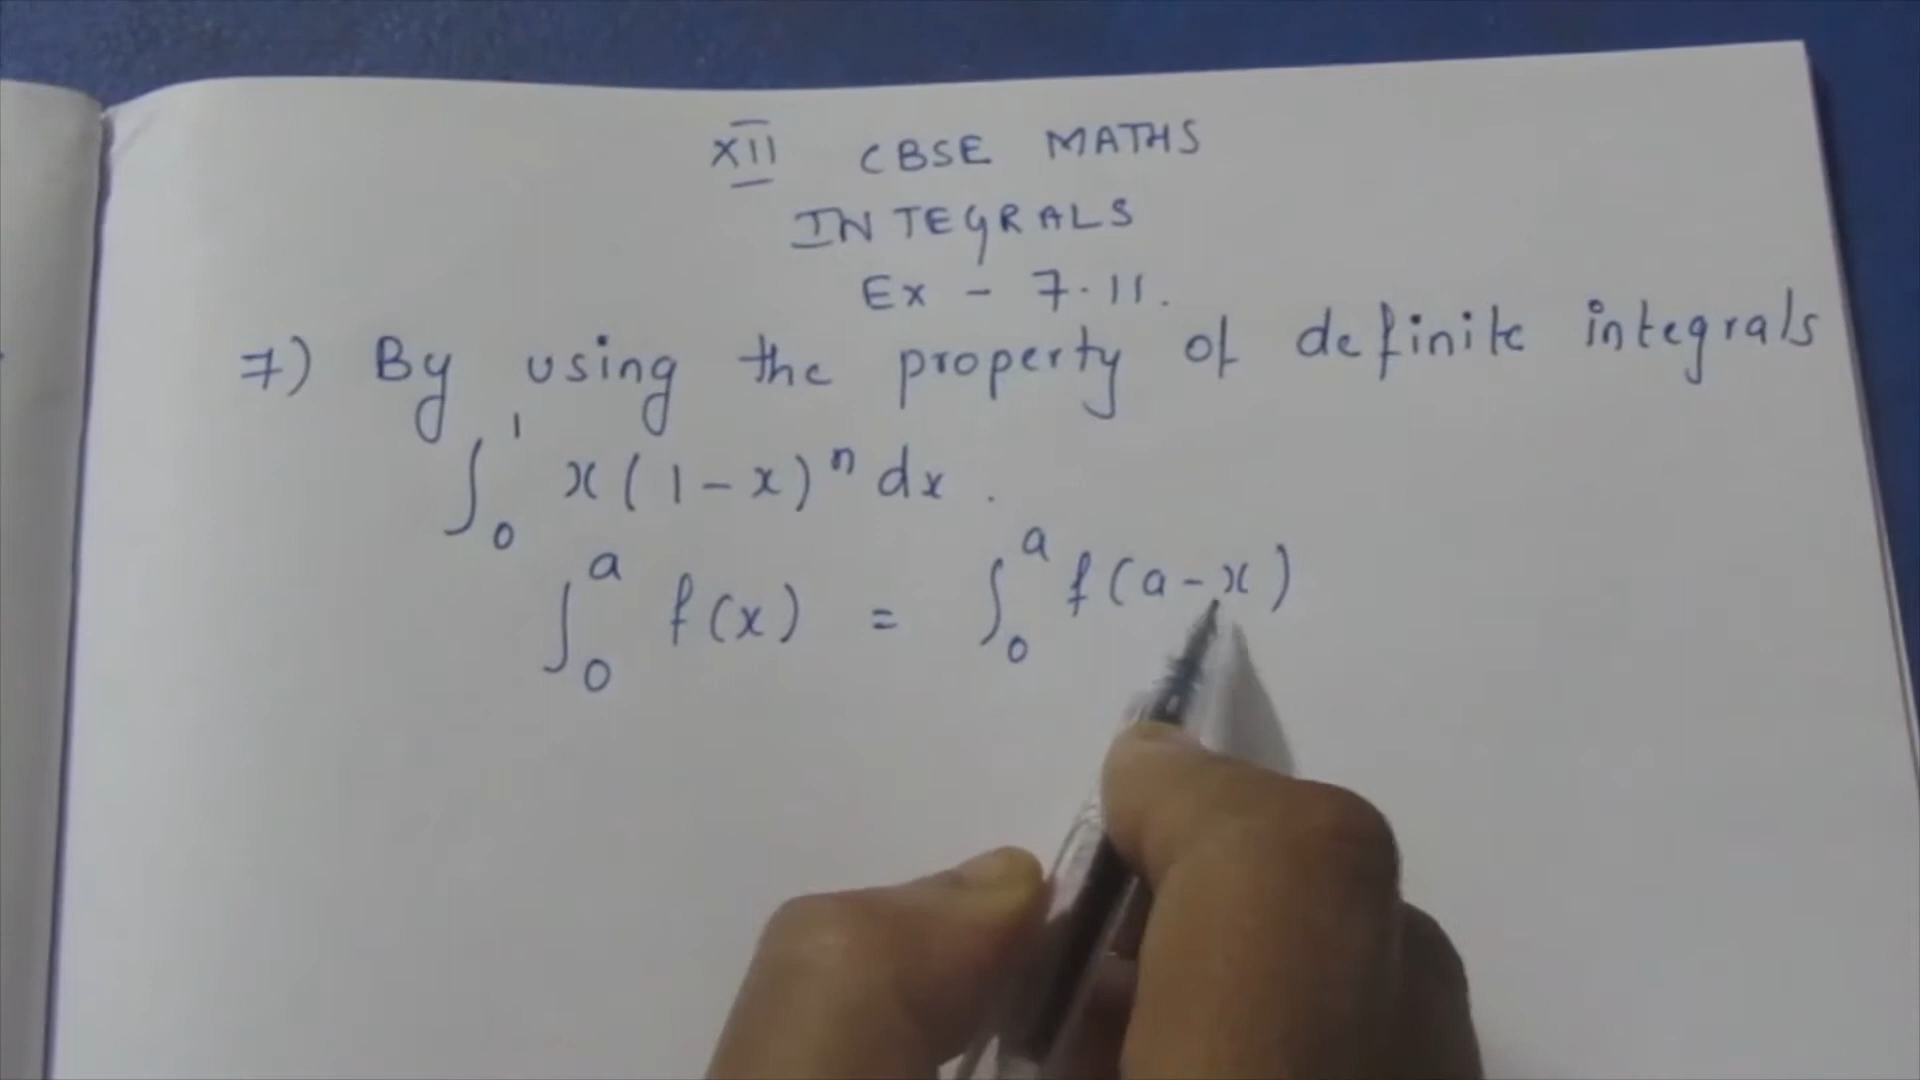 XII CBSE MATHS
INTEGRALS
Ex - 7.11.
7) By using the property of definite integrals
∫₀¹ x(1-x)ⁿ dx .
∫₀ᵃ f(x) = ∫₀ᵃ f(a-x)